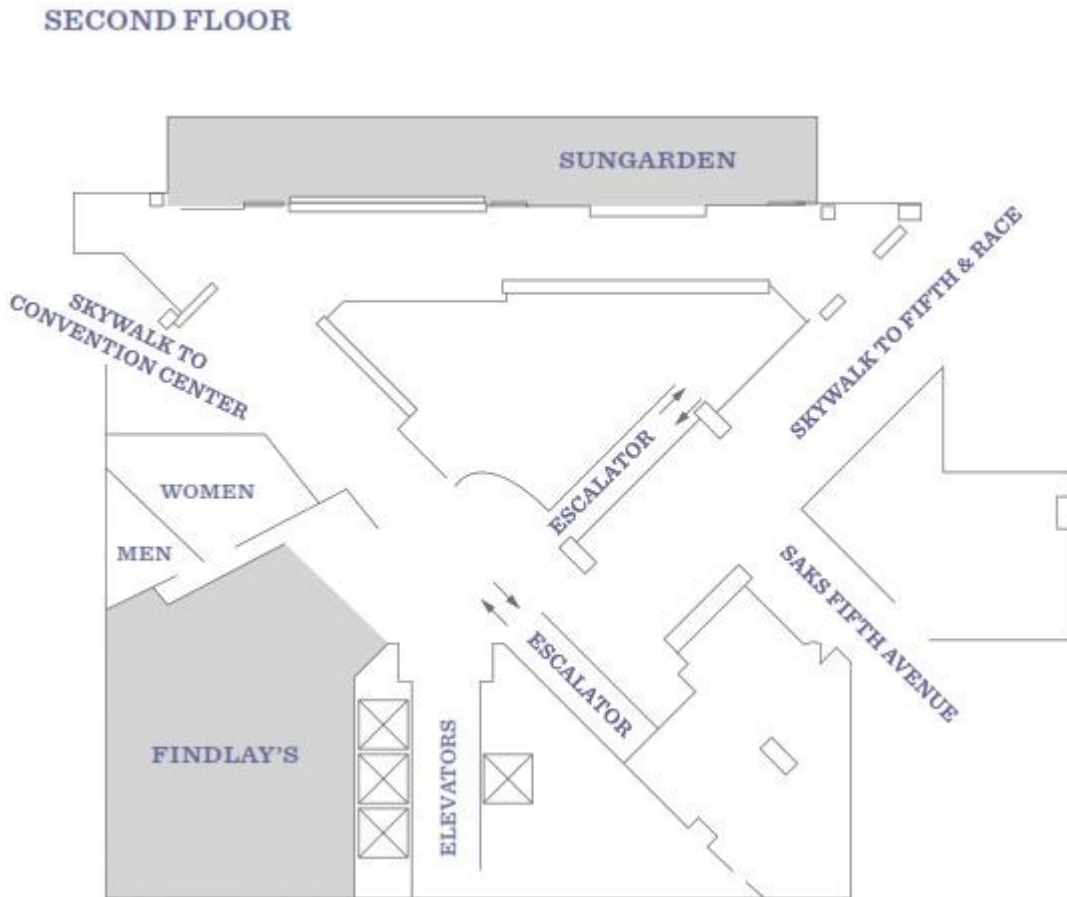 SECOND FLOOR
SUNGARDEN
SKYWALK TO
CONVENTION CENTER
SKYWALK TO FIFTH & RACE
ESCALATOR
WOMEN
MEN
SAKS FIFTH AVENUE
ESCALATOR
FINDLAY'S
ELEVATORS